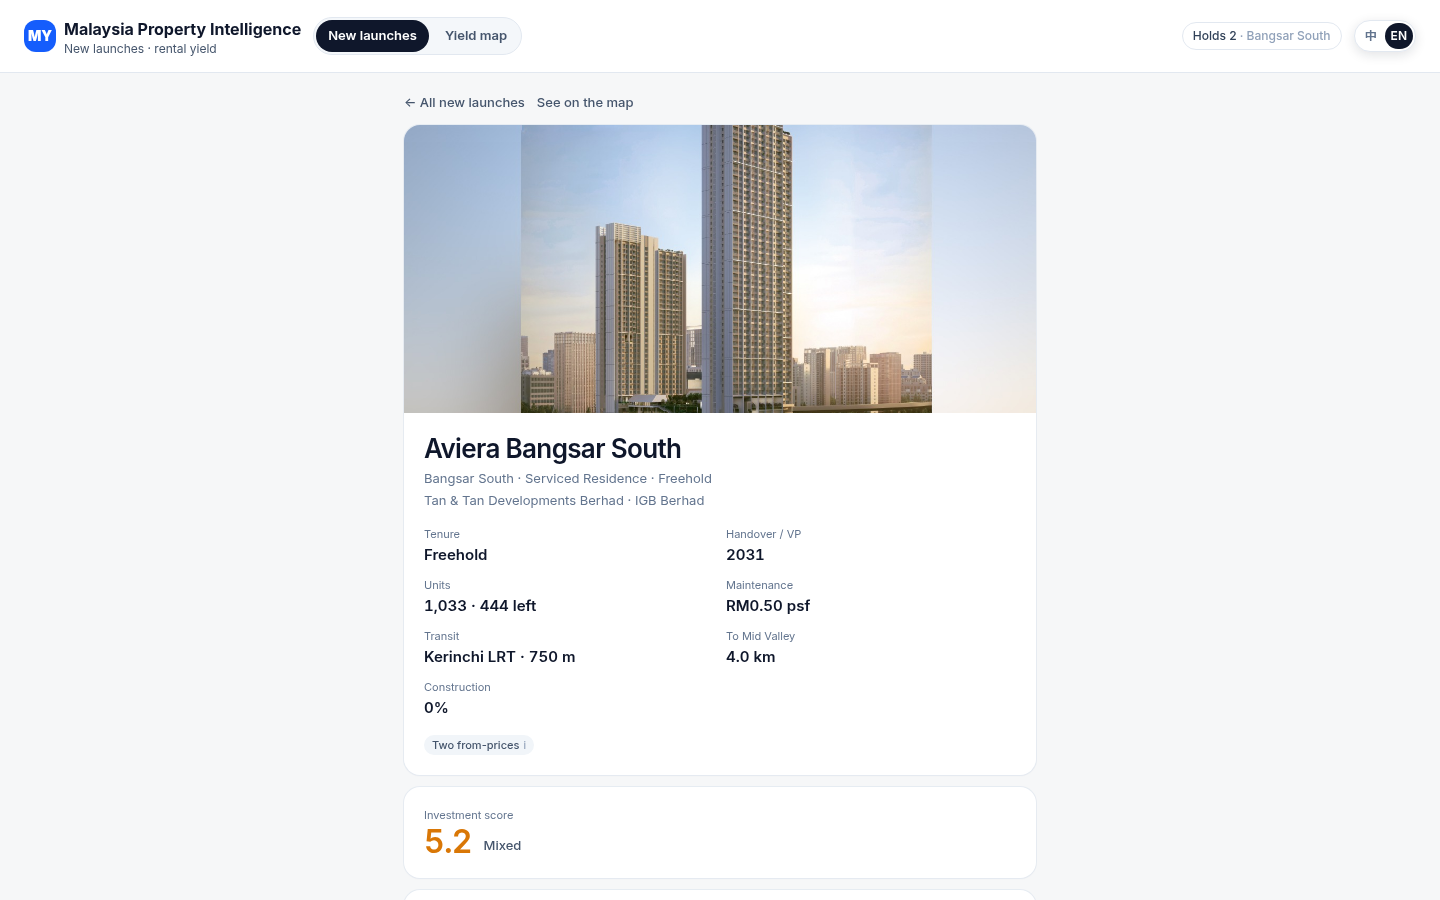 MY
Malaysia Property Intelligence
New launches · rental yield
New launches
Yield map
Holds 2 · Bangsar South
中
EN
← All new launches
See on the map
Aviera Bangsar South
Bangsar South · Serviced Residence · Freehold
Tan & Tan Developments Berhad · IGB Berhad
Tenure
Freehold
Handover / VP
2031
Units
1,033 · 444 left
Maintenance
RM0.50 psf
Transit
Kerinchi LRT · 750 m
To Mid Valley
4.0 km
Construction
0%
Two from-prices i
Investment score
5.2 Mixed